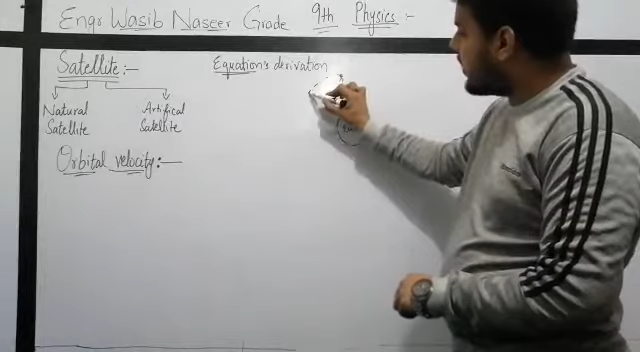 Engr Wasib Naseer Grade 9th Physics :-
Satellite:-
Equation's derivation
Natural Satellite
Artifical Satellite
Orbital velocity:-